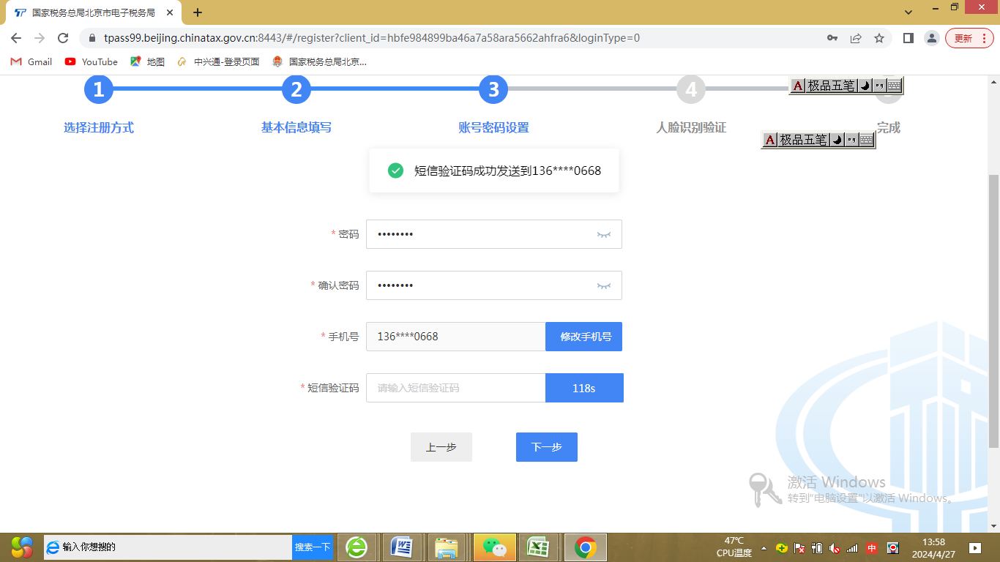 国家税务总局北京市电子税务局
tpass99.beijing.chinatax.gov.cn:8443/#/register?client_id=hbfe984899ba46a7a58ara5662ahfra6&loginType=0
更新
Gmail YouTube 地图 中兴通-登录页面 国家税务总局北京...
1 2 3 4
A 极品五笔
选择注册方式 基本信息填写 账号密码设置 人脸识别验证 完成
A 极品五笔
短信验证码成功发送到136****0668
* 密码 ••••••••
* 确认密码 ••••••••
* 手机号 136****0668 修改手机号
* 短信验证码 请输入短信验证码 118s
上一步 下一步
激活 Windows
转到"电脑设置"以激活 Windows。
输入你想搜的 搜索一下
47℃
CPU温度
中
13:58
2024/4/27